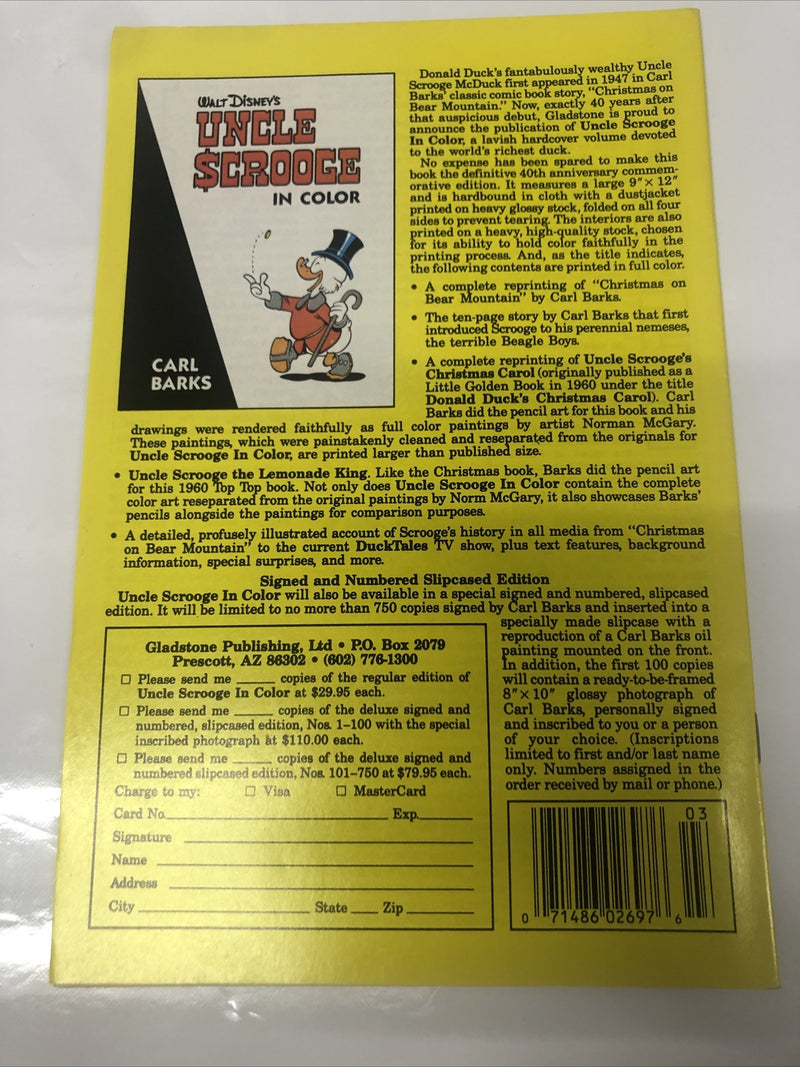 WALT DISNEY'S
UNCLE
$CROOGE
IN COLOR
CARL
BARKS
Donald Duck's fantabulously wealthy Uncle
Scrooge McDuck first appeared in 1947 in Carl
Barks' classic comic book story, "Christmas on
Bear Mountain." Now, exactly 40 years after
that auspicious debut, Gladstone is proud to
announce the publication of Uncle Scrooge
In Color, a lavish hardcover volume devoted
to the world's richest duck.
No expense has been spared to make this
book the definitive 40th anniversary commem-
orative edition. It measures a large 9" × 12"
and is hardbound in cloth with a dustjacket
printed on heavy glossy stock, folded on all four
sides to prevent tearing. The interiors are also
printed on a heavy, high-quality stock, chosen
for its ability to hold color faithfully in the
printing process. And, as the title indicates,
the following contents are printed in full color.
• A complete reprinting of "Christmas on
Bear Mountain" by Carl Barks.
• The ten-page story by Carl Barks that first
introduced Scrooge to his perennial nemeses,
the terrible Beagle Boys.
• A complete reprinting of Uncle Scrooge's
Christmas Carol (originally published as a
Little Golden Book in 1960 under the title
Donald Duck's Christmas Carol). Carl
Barks did the pencil art for this book and his
drawings were rendered faithfully as full color paintings by artist Norman McGary.
These paintings, which were painstakenly cleaned and reseparated from the originals for
Uncle Scrooge In Color, are printed larger than published size.
• Uncle Scrooge the Lemonade King. Like the Christmas book, Barks did the pencil art
for this 1960 Top Top book. Not only does Uncle Scrooge In Color contain the complete
color art reseparated from the original paintings by Norm McGary, it also showcases Barks'
pencils alongside the paintings for comparison purposes.
• A detailed, profusely illustrated account of Scrooge's history in all media from "Christmas
on Bear Mountain" to the current DuckTales TV show, plus text features, background
information, special surprises, and more.
Signed and Numbered Slipcased Edition
Uncle Scrooge In Color will also be available in a special signed and numbered, slipcased
edition. It will be limited to no more than 750 copies signed by Carl Barks and inserted into a
specially made slipcase with a
reproduction of a Carl Barks oil
painting mounted on the front.
In addition, the first 100 copies
will contain a ready-to-be-framed
8" × 10" glossy photograph of
Carl Barks, personally signed
and inscribed to you or a person
of your choice. (Inscriptions
limited to first and/or last name
only. Numbers assigned in the
order received by mail or phone.)
Gladstone Publishing, Ltd • P.O. Box 2079
Prescott, AZ 86302 • (602) 776-1300
Please send me ______ copies of the regular edition of
Uncle Scrooge In Color at $29.95 each.
Please send me ______ copies of the deluxe signed and
numbered, slipcased edition, Nos. 1–100 with the special
inscribed photograph at $110.00 each.
Please send me ______ copies of the deluxe signed and
numbered slipcased edition, Nos. 101–750 at $79.95 each.
Charge to my: Visa MasterCard
Card No. Exp.
Signature
Name
Address
City State Zip
03
0 71486 02697 6